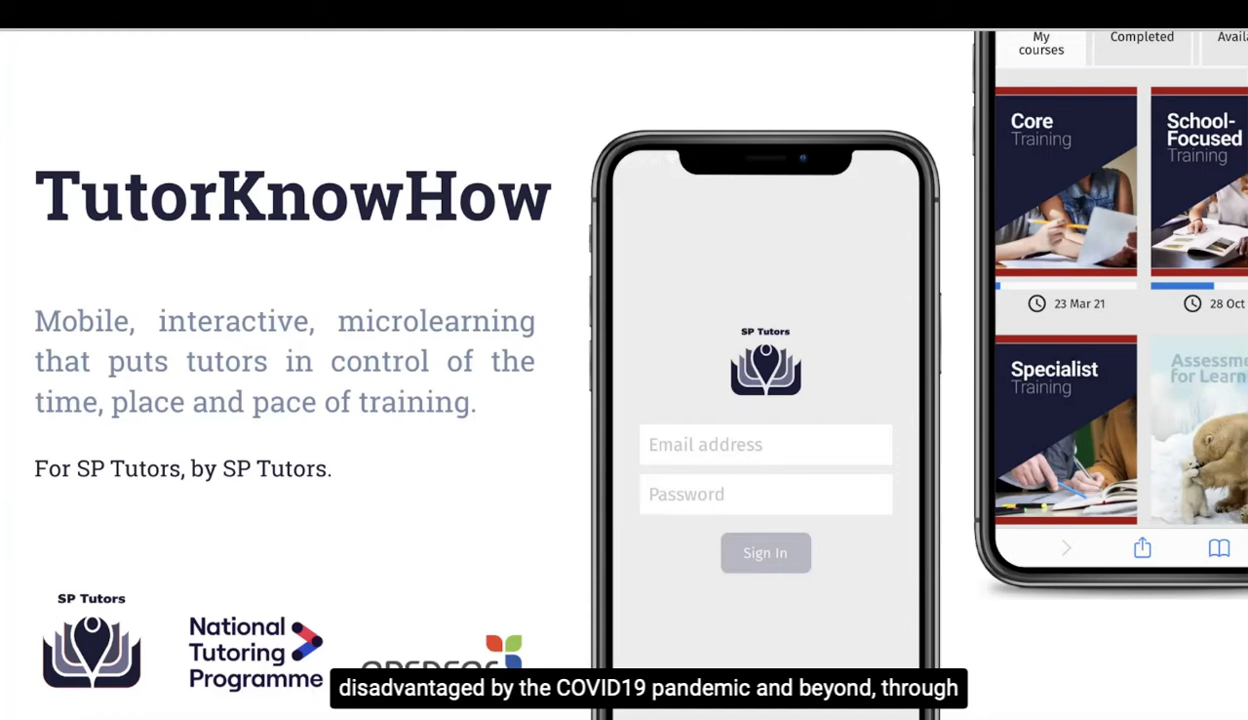 TutorKnowHow
Mobile, interactive, microlearning
that puts tutors in control of the
time, place and pace of training.
For SP Tutors, by SP Tutors.
SP Tutors
National
Tutoring
Programme
SP Tutors
Email address
Password
Sign In
My
courses
Completed
Core
Training
School-
Focused
Training
23 Mar 21
28 Oct
Specialist
Training
for Learn
disadvantaged by the COVID19 pandemic and beyond, through